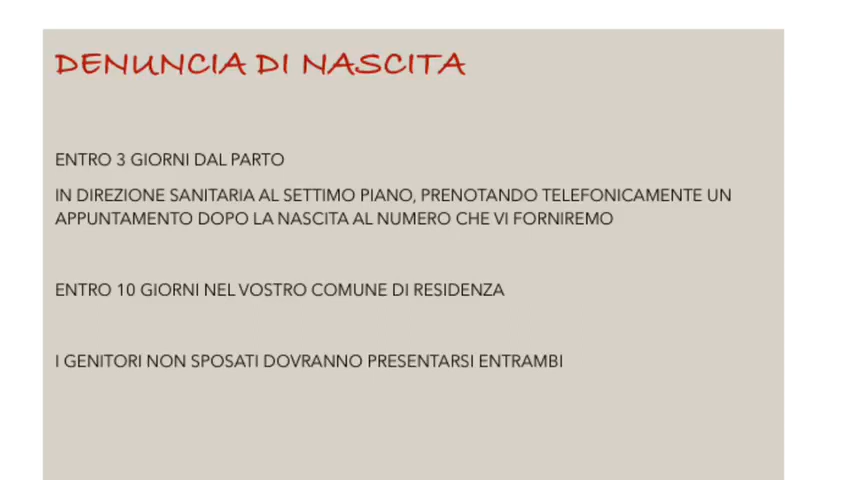 DENUNCIA DI NASCITA
ENTRO 3 GIORNI DAL PARTO
IN DIREZIONE SANITARIA AL SETTIMO PIANO, PRENOTANDO TELEFONICAMENTE UN
APPUNTAMENTO DOPO LA NASCITA AL NUMERO CHE VI FORNIREMO
ENTRO 10 GIORNI NEL VOSTRO COMUNE DI RESIDENZA
I GENITORI NON SPOSATI DOVRANNO PRESENTARSI ENTRAMBI